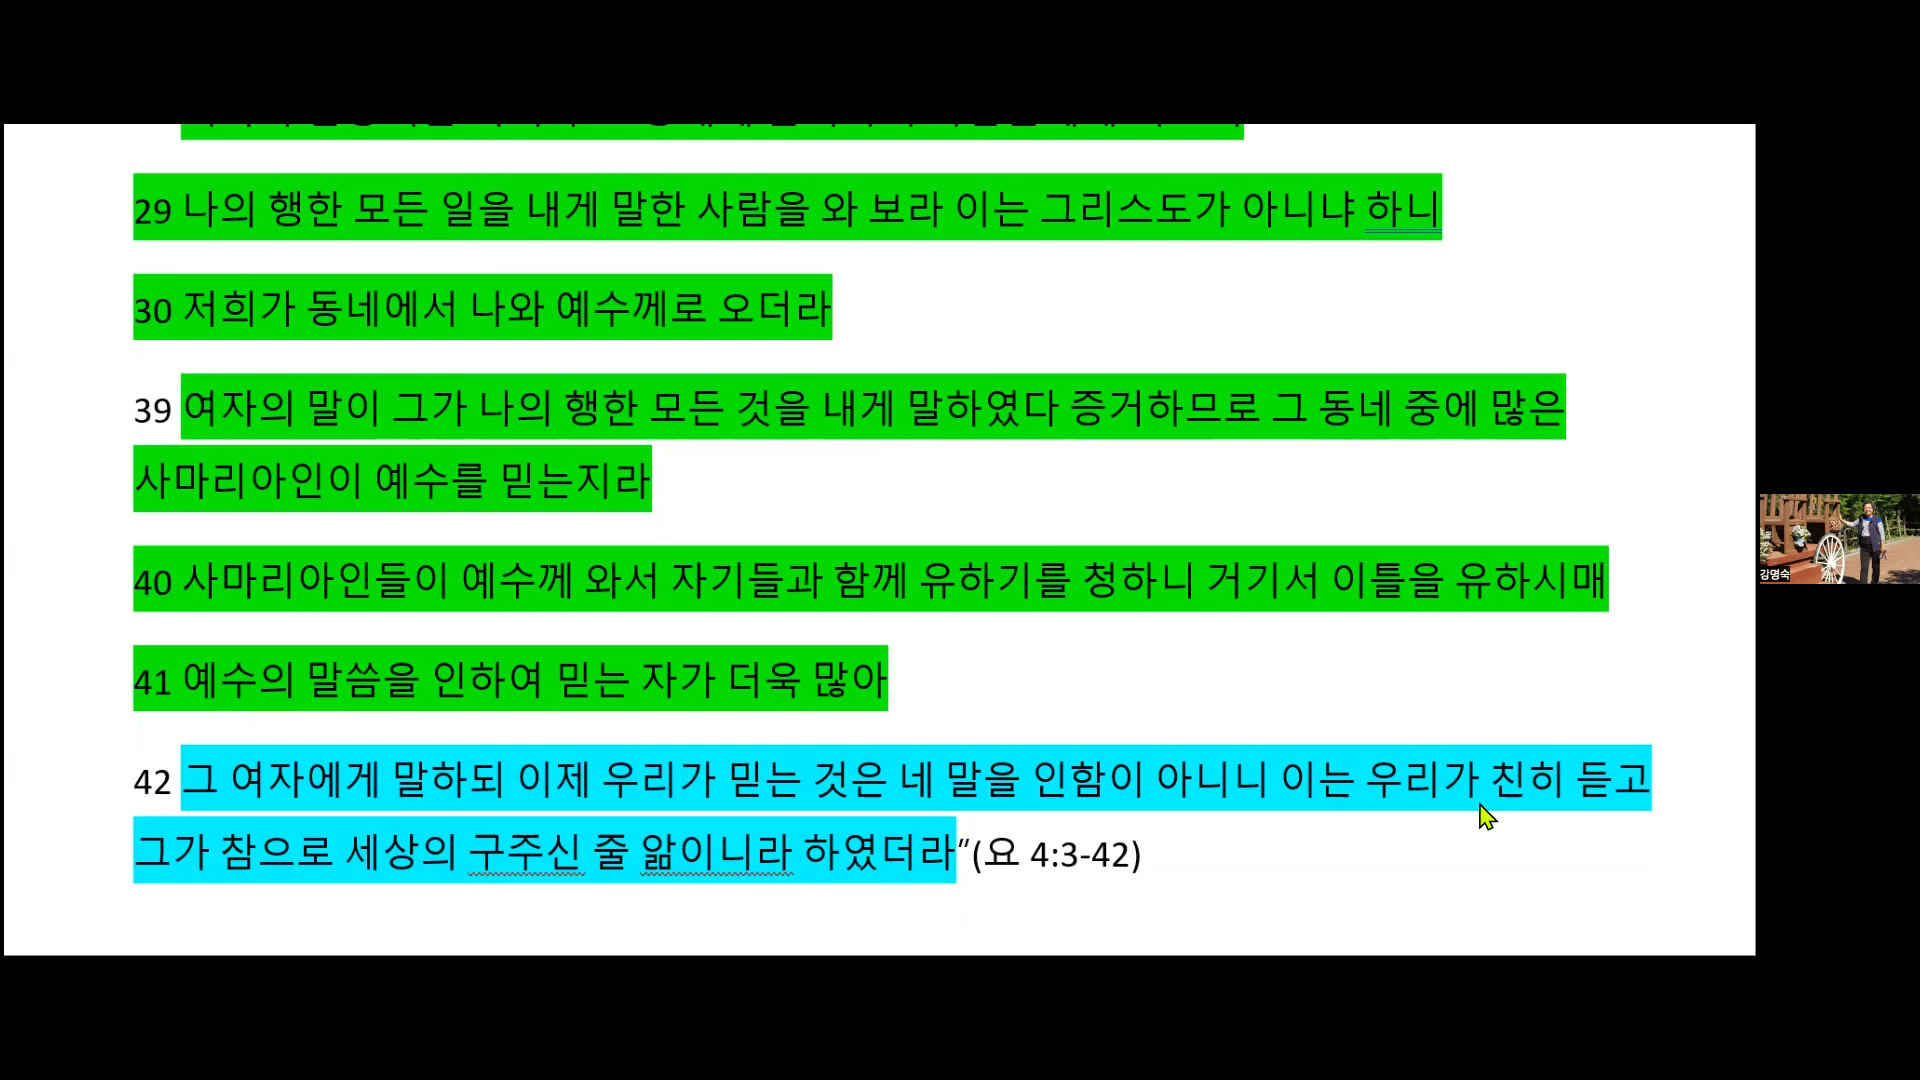 29 나의 행한 모든 일을 내게 말한 사람을 와 보라 이는 그리스도가 아니냐 하니
30 저희가 동네에서 나와 예수께로 오더라
39 여자의 말이 그가 나의 행한 모든 것을 내게 말하였다 증거하므로 그 동네 중에 많은
사마리아인이 예수를 믿는지라
40 사마리아인들이 예수께 와서 자기들과 함께 유하기를 청하니 거기서 이틀을 유하시매
41 예수의 말씀을 인하여 믿는 자가 더욱 많아
42 그 여자에게 말하되 이제 우리가 믿는 것은 네 말을 인함이 아니니 이는 우리가 친히 듣고
그가 참으로 세상의 구주신 줄 앎이니라 하였더라”(요 4:3-42)
강명숙